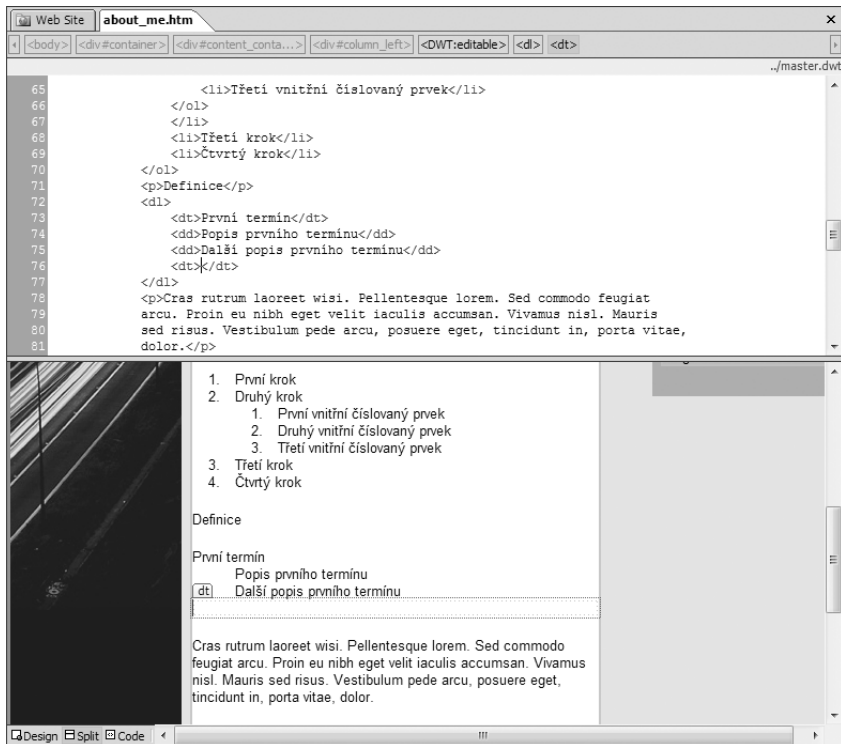 Web Site about_me.htm
<body> <div#container> <div#content_conta...> <div#column_left> <DWT:editable> <dl> <dt>
../master.dwt
65 <li>Třetí vnitřní číslovaný prvek</li>
66 </ol>
67 </li>
68 <li>Třetí krok</li>
69 <li>Čtvrtý krok</li>
70 </ol>
71 <p>Definice</p>
72 <dl>
73 <dt>První termín</dt>
74 <dd>Popis prvního termínu</dd>
75 <dd>Další popis prvního termínu</dd>
76 <dt></dt>
77 </dl>
78 <p>Cras rutrum laoreet wisi. Pellentesque lorem. Sed commodo feugiat
79 arcu. Proin eu nibh eget velit iaculis accumsan. Vivamus nisl. Mauris
80 sed risus. Vestibulum pede arcu, posuere eget, tincidunt in, porta vitae,
81 dolor.</p>
1. První krok
2. Druhý krok
1. První vnitřní číslovaný prvek
2. Druhý vnitřní číslovaný prvek
3. Třetí vnitřní číslovaný prvek
3. Třetí krok
4. Čtvrtý krok
Definice
První termín
Popis prvního termínu
dt Další popis prvního termínu
Cras rutrum laoreet wisi. Pellentesque lorem. Sed commodo
feugiat arcu. Proin eu nibh eget velit iaculis accumsan. Vivamus
nisl. Mauris sed risus. Vestibulum pede arcu, posuere eget,
tincidunt in, porta vitae, dolor.
Design Split Code